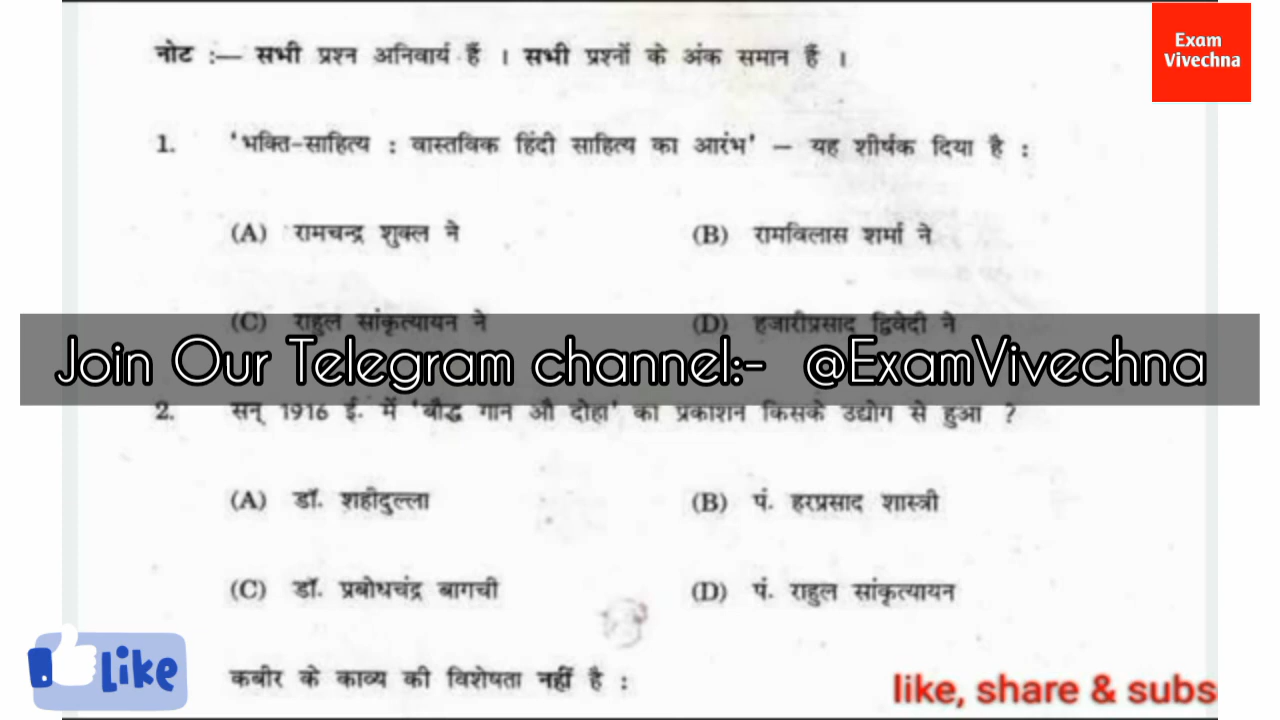 Exam
Vivechna
नोट :— सभी प्रश्न अनिवार्य हैं । सभी प्रश्नों के अंक समान हैं ।
1. 'भक्ति-साहित्य : वास्तविक हिंदी साहित्य का आरंभ' – यह शीर्षक दिया है :
(A) रामचन्द्र शुक्ल ने (B) रामविलास शर्मा ने
(C) राहुल सांकृत्यायन ने (D) हजारीप्रसाद द्विवेदी ने
Join Our Telegram channel:- @ExamVivechna
2. सन् 1916 ई. में 'बौद्ध गान औ दोहा' का प्रकाशन किसके उद्योग से हुआ ?
(A) डॉ. शहीदुल्ला (B) पं. हरप्रसाद शास्त्री
(C) डॉ. प्रबोधचंद्र बागची (D) पं. राहुल सांकृत्यायन
कबीर के काव्य की विशेषता नहीं है :
Like
like, share & subs